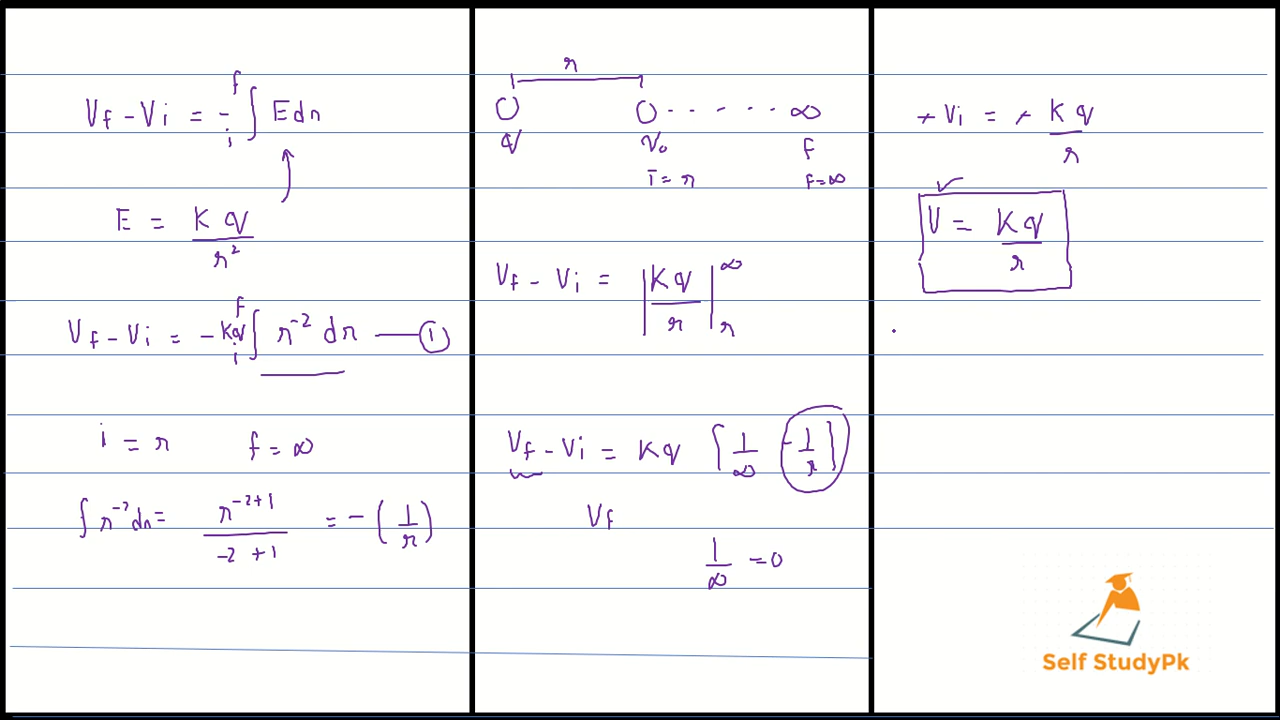 Vf - Vi = - ∫ᵢᶠ E dr
E = Kq / r²
Vf - Vi = - Kq ∫ᵢᶠ r⁻² dr — ①
i = r f = ∞
∫ r⁻² dr = r⁻²⁺¹ / -2 + 1 = - (1/r)
r
q V₀ ∞
i = r F
F = ∞
Vf - Vi = | Kq / r |ᵣ^∞
Vf - Vi = Kq [1/∞ - 1/r]
Vf
1/∞ = 0
+ Vi = + Kq / r
V = Kq / r
Self StudyPk